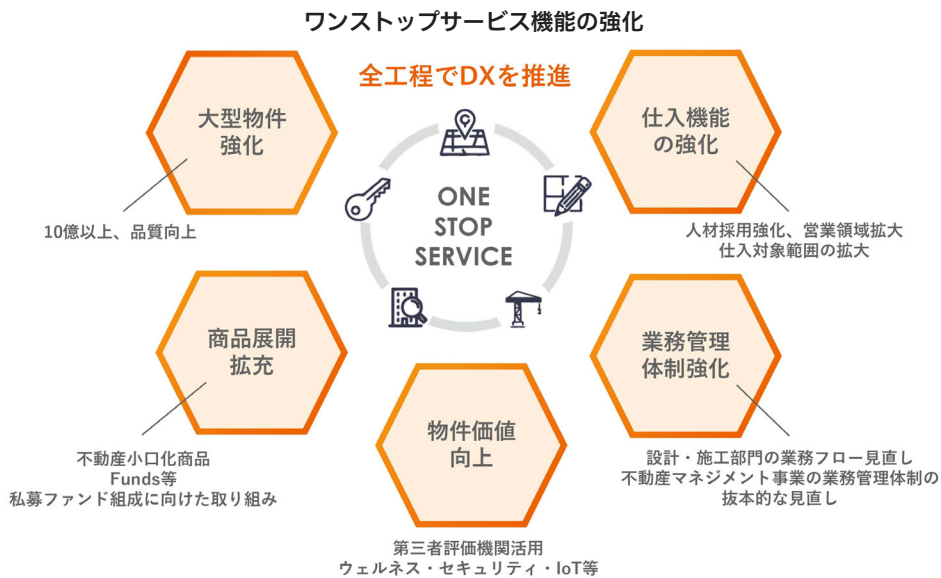 ワンストップサービス機能の強化
全工程でDXを推進
大型物件
強化
10億以上、品質向上
仕入機能
の強化
人材採用強化、営業領域拡大
仕入対象範囲の拡大
ONE
STOP
SERVICE
商品展開
拡充
不動産小口化商品
Funds等
私募ファンド組成に向けた取り組み
物件価値
向上
第三者評価機関活用
ウェルネス・セキュリティ・IoT等
業務管理
体制強化
設計・施工部門の業務フロー見直し
不動産マネジメント事業の業務管理体制の
抜本的な見直し